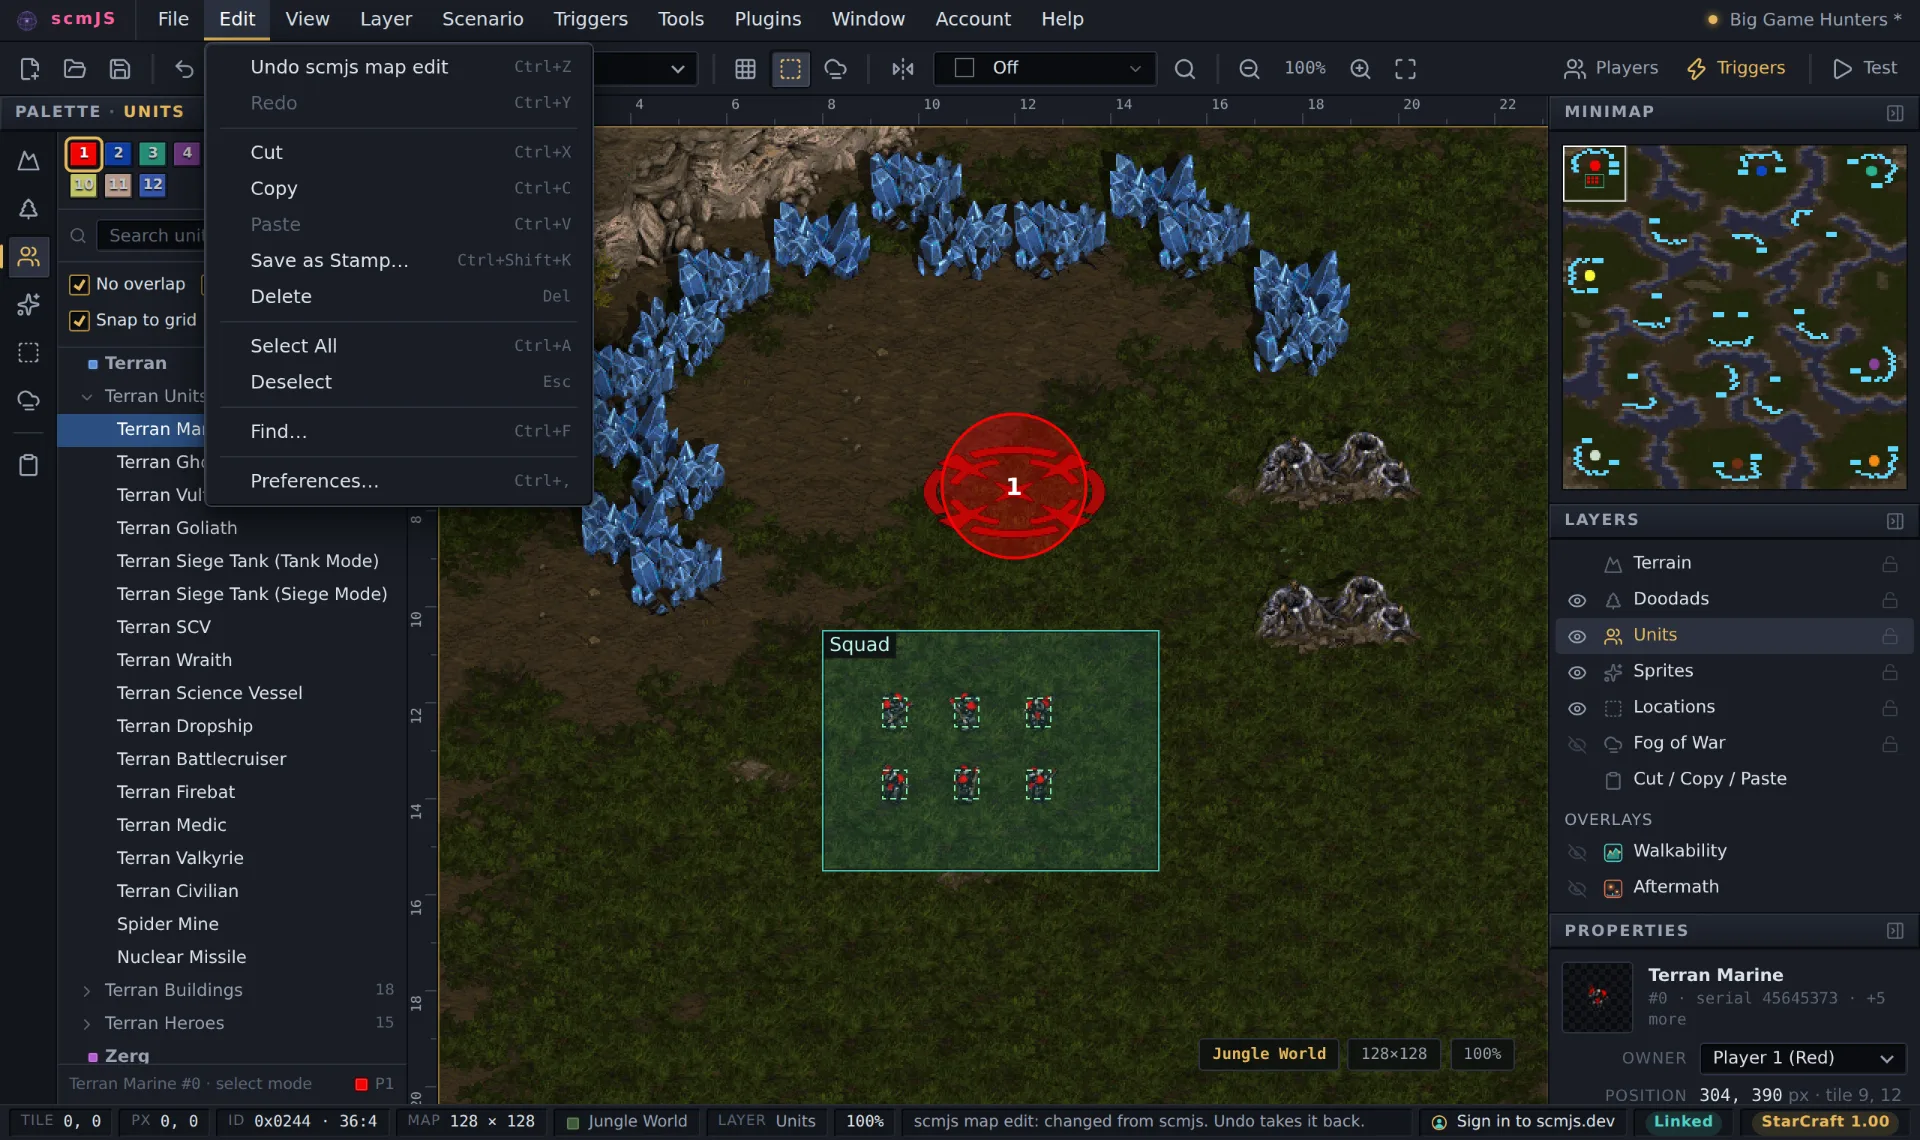 scmJS
File
Edit
View
Layer
Scenario
Triggers
Tools
Plugins
Window
Account
Help
Big Game Hunters *
Off
100%
Players
Triggers
Test
PALETTE · UNITS
1
2
3
4
10
11
12
No overlap
Snap to grid
Terran
Terran Units
Terran Goliath
Terran Siege Tank (Tank Mode)
Terran Siege Tank (Siege Mode)
Terran SCV
Terran Wraith
Terran Science Vessel
Terran Dropship
Terran Battlecruiser
Terran Firebat
Terran Medic
Terran Valkyrie
Terran Civilian
Spider Mine
Nuclear Missile
Terran Buildings 18
Terran Heroes 15
Zerg
Terran Marine #0 · select mode
P1
Undo scmjs map edit Ctrl+Z
Redo Ctrl+Y
Cut Ctrl+X
Copy Ctrl+C
Paste Ctrl+V
Save as Stamp... Ctrl+Shift+K
Delete Del
Select All Ctrl+A
Deselect Esc
Find... Ctrl+F
Preferences... Ctrl+,
4 6 8 10 12 14 16 18 20 22
8
10
12
14
16
18
20
1
Squad
Jungle World
128×128
100%
MINIMAP
LAYERS
Terrain
Doodads
Units
Sprites
Locations
Fog of War
Cut / Copy / Paste
OVERLAYS
Walkability
Aftermath
PROPERTIES
Terran Marine
#0 · serial 45645373 · +5
more
OWNER Player 1 (Red)
POSITION 304, 390 px · tile 9, 12
TILE 0, 0
PX 0, 0
ID 0x0244 · 36:4
MAP 128 × 128
Jungle World
LAYER Units
100%
scmjs map edit: changed from scmjs. Undo takes it back.
Sign in to scmjs.dev
Linked
StarCraft 1.00